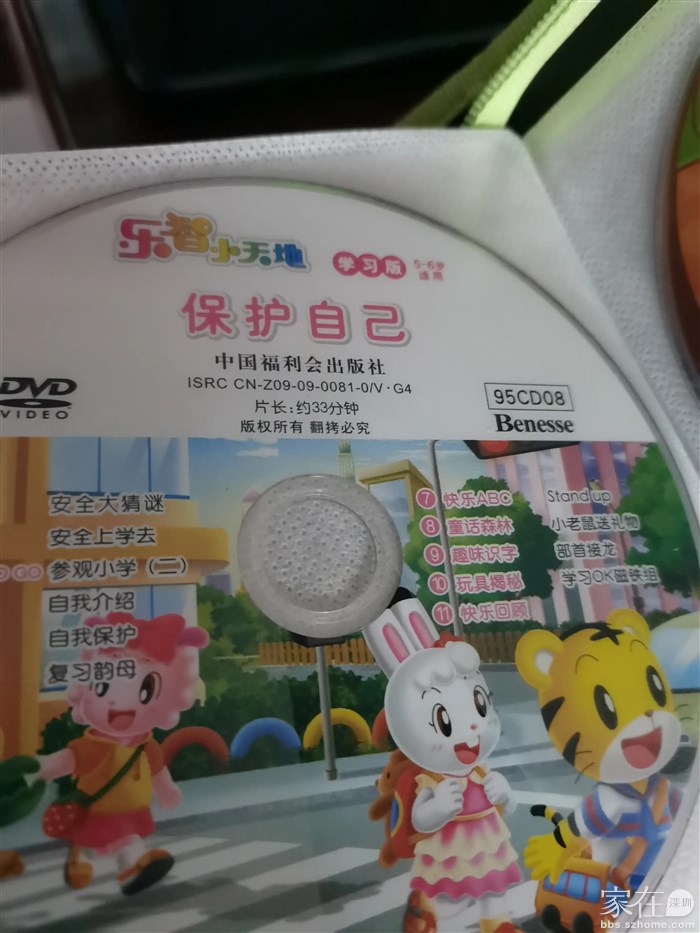 乐智小天地 学习版 5-6岁适用
保护自己
中国福利会出版社
ISRC CN-Z09-09-0081-0/V·G4
片长:约33分钟
版权所有 翻拷必究
DVD
VIDEO
95CD08
Benesse
安全大猜谜
安全上学去
GO 参观小学(二)
自我介绍
自我保护
复习韵母
7 快乐ABC Stand up
8 童话森林 小老鼠送礼物
9 趣味识字 部首接龙
10 玩具揭秘 学习OK磁铁组
11 快乐回顾
家在深圳
bbs.szhome.com